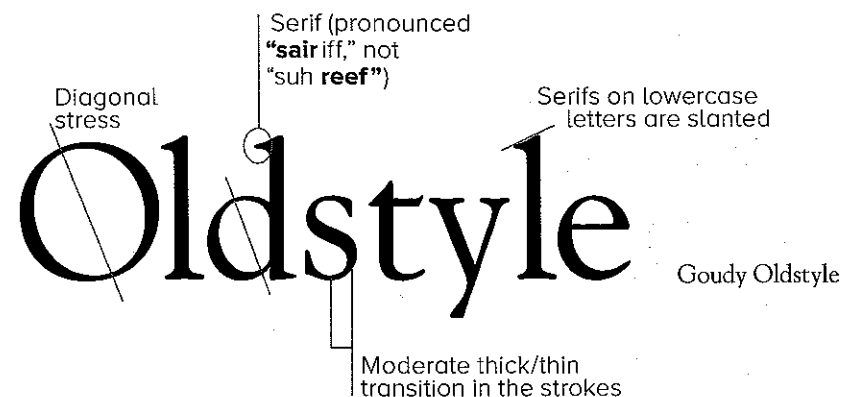 Serif (pronounced
“sair iff,” not
“suh reef”)
Diagonal
stress
Serifs on lowercase
letters are slanted
Oldstyle
Goudy Oldstyle
Moderate thick/thin
transition in the strokes